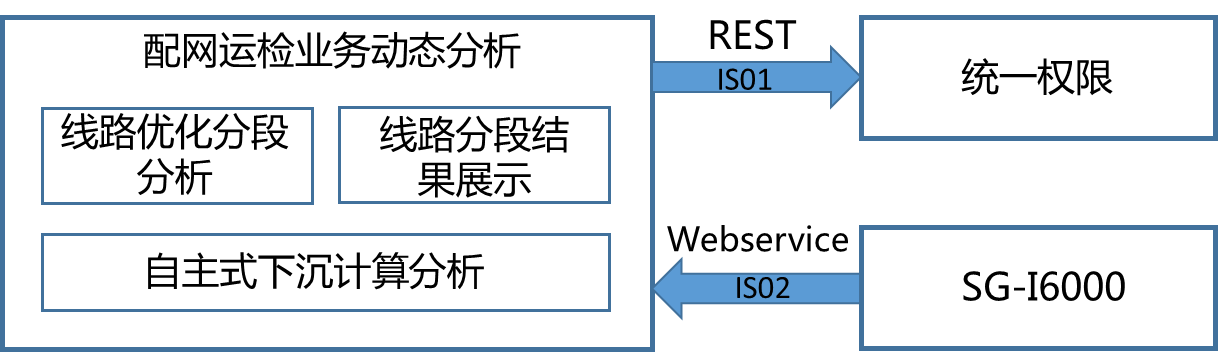 配网运检业务动态分析
REST
IS01
统一权限
线路优化分段
分析
线路分段结
果展示
自主式下沉计算分析
Webservice
IS02
SG-I6000